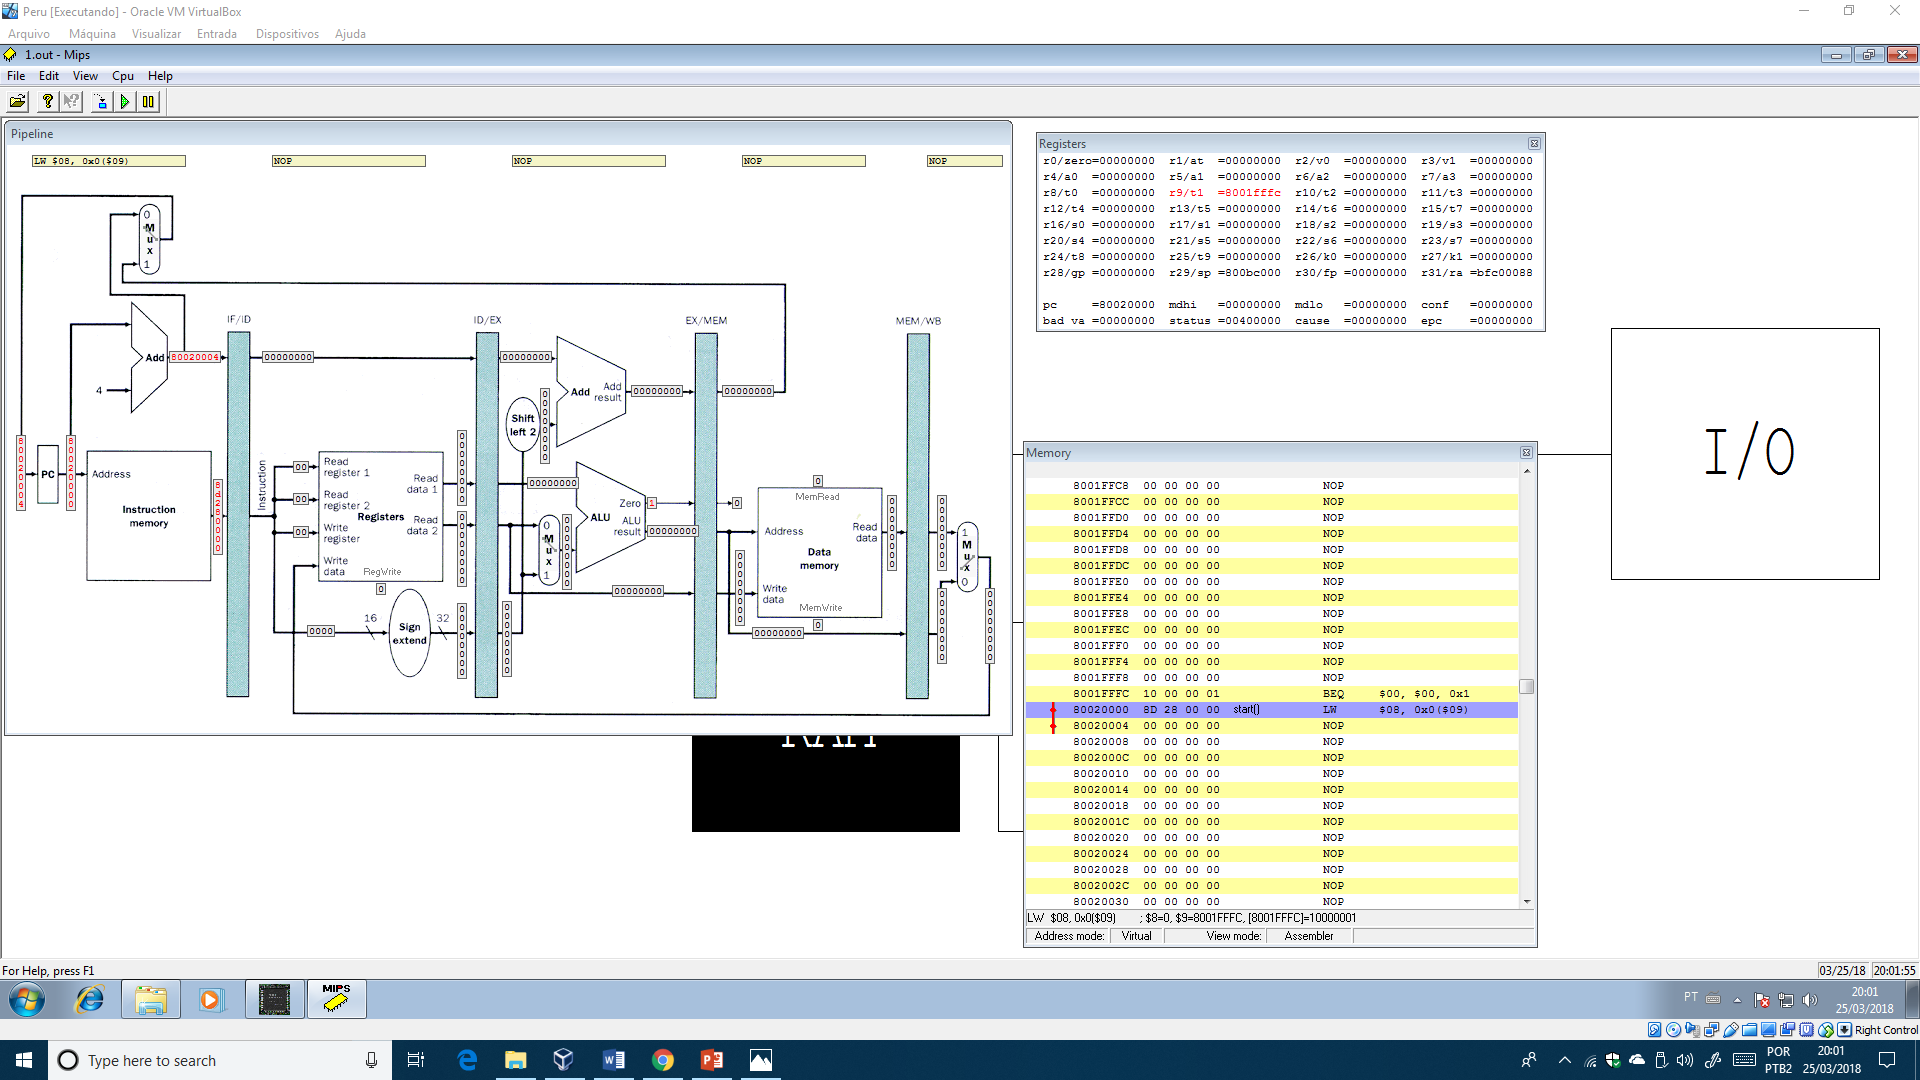 Peru [Executando] - Oracle VM VirtualBox
Arquivo Máquina Visualizar Entrada Dispositivos Ajuda
1.out - Mips
File Edit View Cpu Help
Pipeline
LW $08, 0x0($09) NOP NOP NOP NOP
0
Mux
1
IF/ID ID/EX EX/MEM MEM/WB
Add 80020004 00000000 00000000
4
Add Add result 00000000 00000000
Shift left 2
00000000
80020004
PC
80020000
Address
Instruction memory
8d280000
Instruction
00 Read register 1
00 Read register 2
00 Write register
Write data
Registers
Read data 1
Read data 2
RegWrite
0
00000000
00000000
0000
16 Sign extend 32
00000000
00000000
00000000
0
Mux
1
00000000
ALU
Zero 1 0
ALU result 00000000
00000000
0
MemRead
Address
Read data
Data memory
Write data
MemWrite
0
00000000
00000000
00000000
00000000
00000000
1
Mux
0
00000000
Registers
r0/zero=00000000 r1/at =00000000 r2/v0 =00000000 r3/v1 =00000000
r4/a0 =00000000 r5/a1 =00000000 r6/a2 =00000000 r7/a3 =00000000
r8/t0 =00000000 r9/t1 =8001fffc r10/t2 =00000000 r11/t3 =00000000
r12/t4 =00000000 r13/t5 =00000000 r14/t6 =00000000 r15/t7 =00000000
r16/s0 =00000000 r17/s1 =00000000 r18/s2 =00000000 r19/s3 =00000000
r20/s4 =00000000 r21/s5 =00000000 r22/s6 =00000000 r23/s7 =00000000
r24/t8 =00000000 r25/t9 =00000000 r26/k0 =00000000 r27/k1 =00000000
r28/gp =00000000 r29/sp =800bc000 r30/fp =00000000 r31/ra =bfc00088
pc =80020000 mdhi =00000000 mdlo =00000000 conf =00000000
bad va =00000000 status =00400000 cause =00000000 epc =00000000
I/O
Memory
8001FFC8 00 00 00 00 NOP
8001FFCC 00 00 00 00 NOP
8001FFD0 00 00 00 00 NOP
8001FFD4 00 00 00 00 NOP
8001FFD8 00 00 00 00 NOP
8001FFDC 00 00 00 00 NOP
8001FFE0 00 00 00 00 NOP
8001FFE4 00 00 00 00 NOP
8001FFE8 00 00 00 00 NOP
8001FFEC 00 00 00 00 NOP
8001FFF0 00 00 00 00 NOP
8001FFF4 00 00 00 00 NOP
8001FFF8 00 00 00 00 NOP
8001FFFC 10 00 00 01 BEQ $00, $00, 0x1
80020000 8D 28 00 00 start() LW $08, 0x0($09)
80020004 00 00 00 00 NOP
80020008 00 00 00 00 NOP
8002000C 00 00 00 00 NOP
80020010 00 00 00 00 NOP
80020014 00 00 00 00 NOP
80020018 00 00 00 00 NOP
8002001C 00 00 00 00 NOP
80020020 00 00 00 00 NOP
80020024 00 00 00 00 NOP
80020028 00 00 00 00 NOP
8002002C 00 00 00 00 NOP
80020030 00 00 00 00 NOP
LW $08, 0x0($09) ; $8=0, $9=8001FFFC, [8001FFFC]=10000001
Address mode: Virtual View mode: Assembler
For Help, press F1 03/25/18 20:01:55
MIPS
PT 20:01
25/03/2018
Right Control
Type here to search
POR 20:01
PTB2 25/03/2018